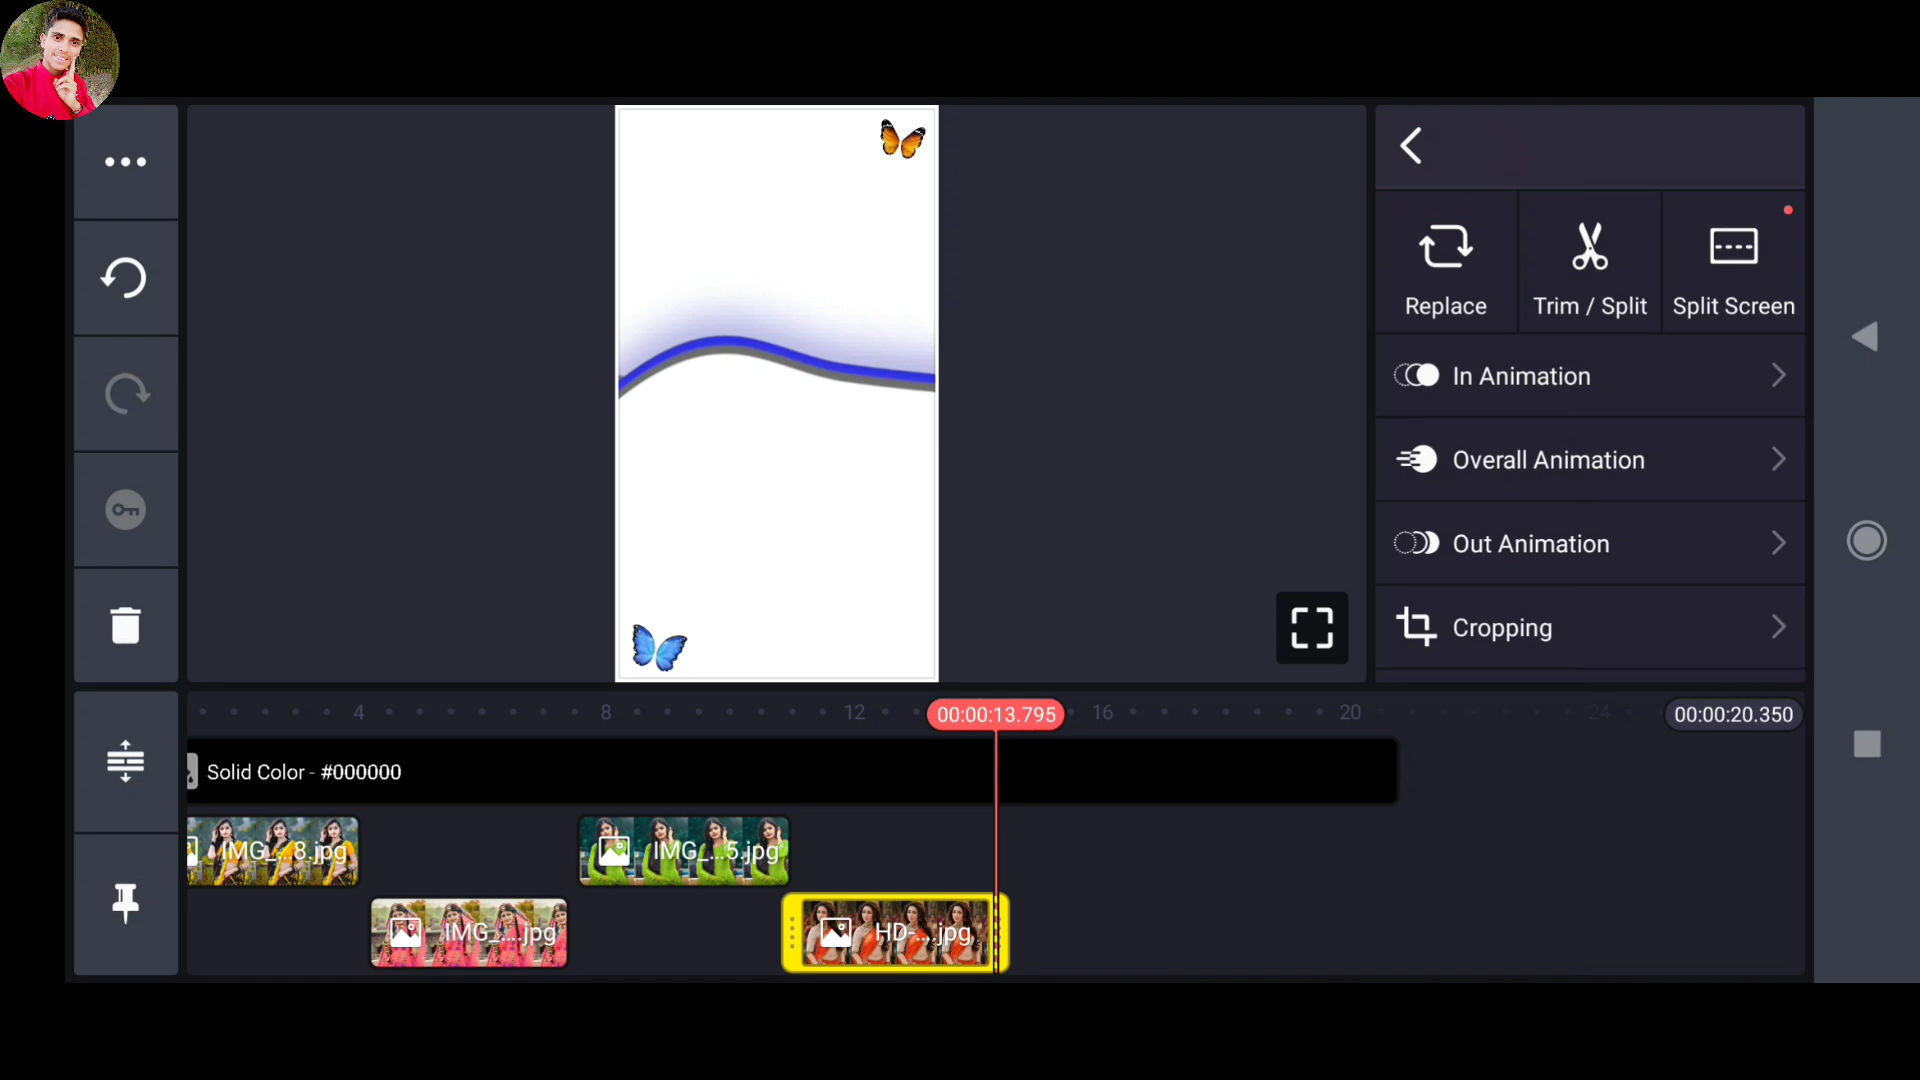 Replace
Trim / Split
Split Screen
In Animation
Overall Animation
Out Animation
Cropping
4
8
12
00:00:13.795
16
20
24
00:00:20.350
Solid Color - #000000
IMG_...8.jpg
IMG_...5.jpg
IMG_....jpg
HD-....jpg